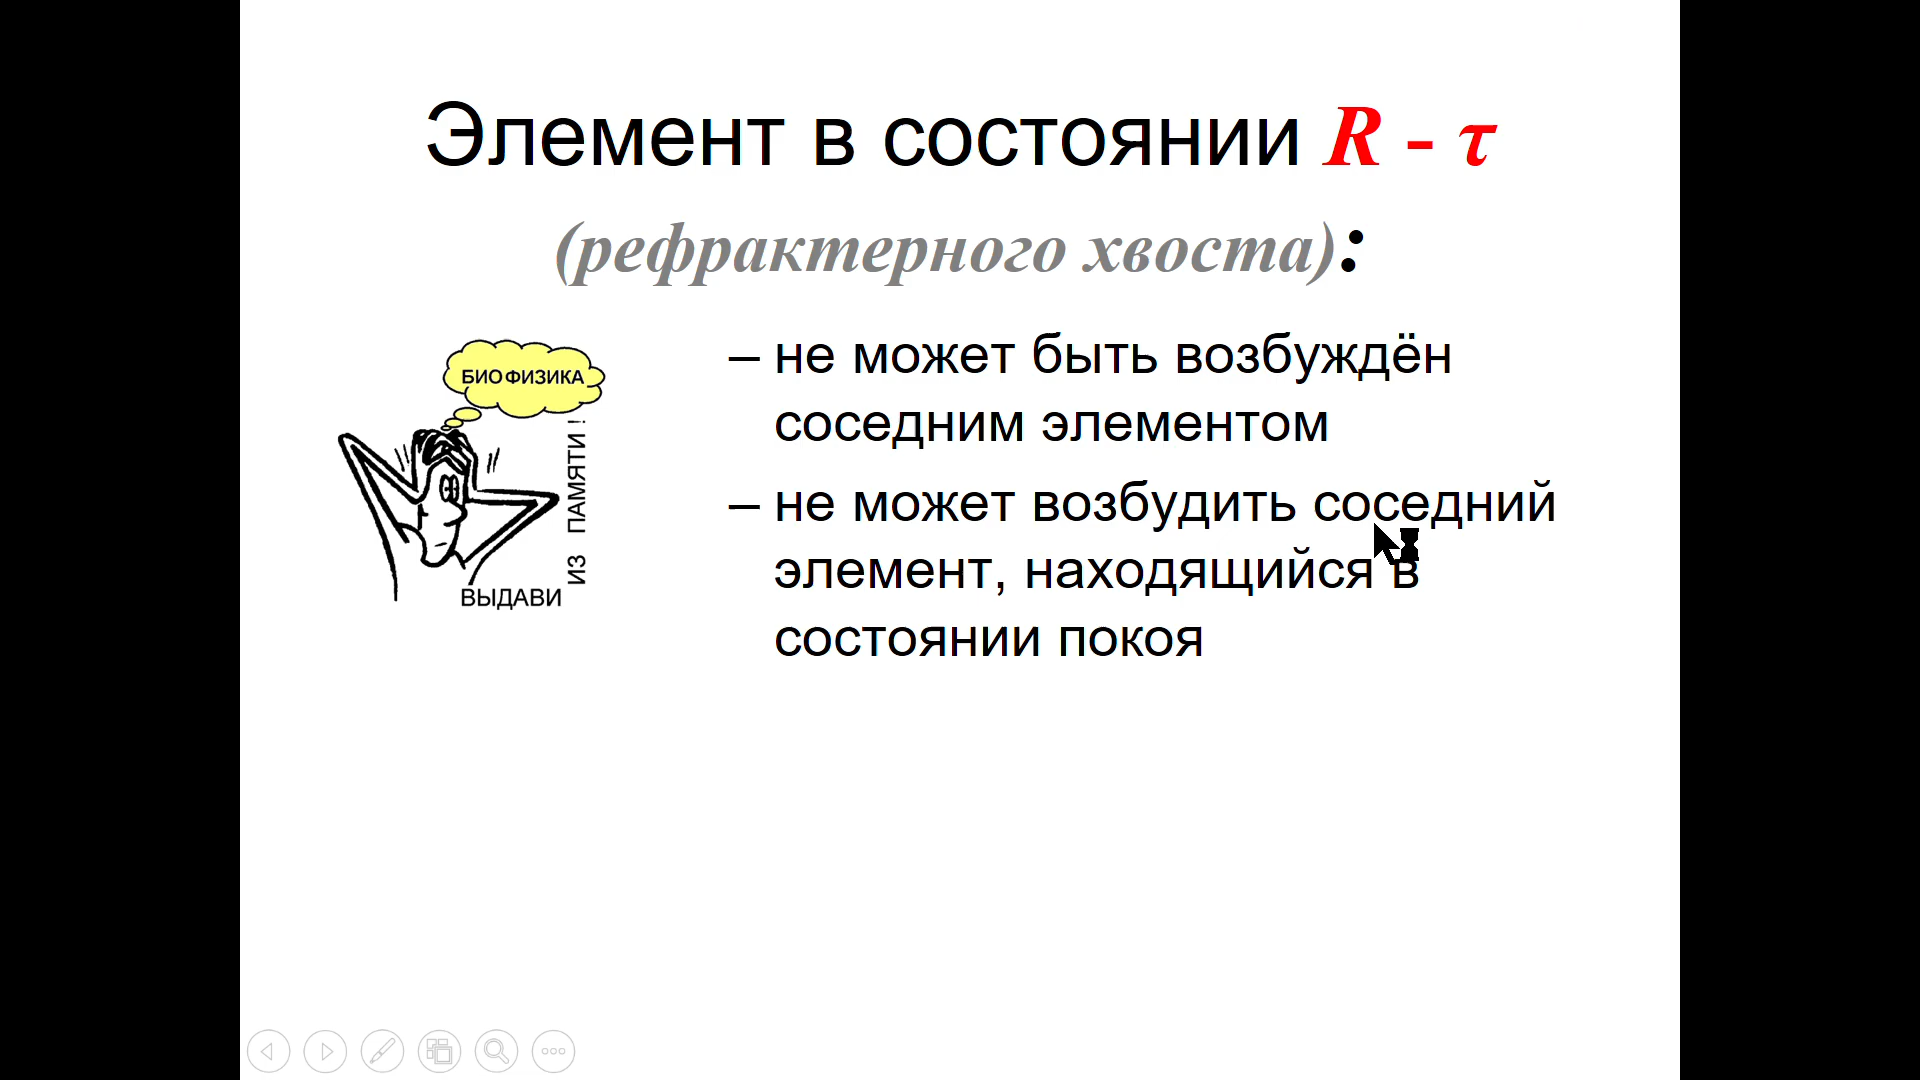 Элемент в состоянии R - τ
(рефрактерного хвоста):
БИОФИЗИКА
ВЫДАВИ
ИЗ ПАМЯТИ !
– не может быть возбуждён
соседним элементом
– не может возбудить соседний
элемент, находящийся в
состоянии покоя